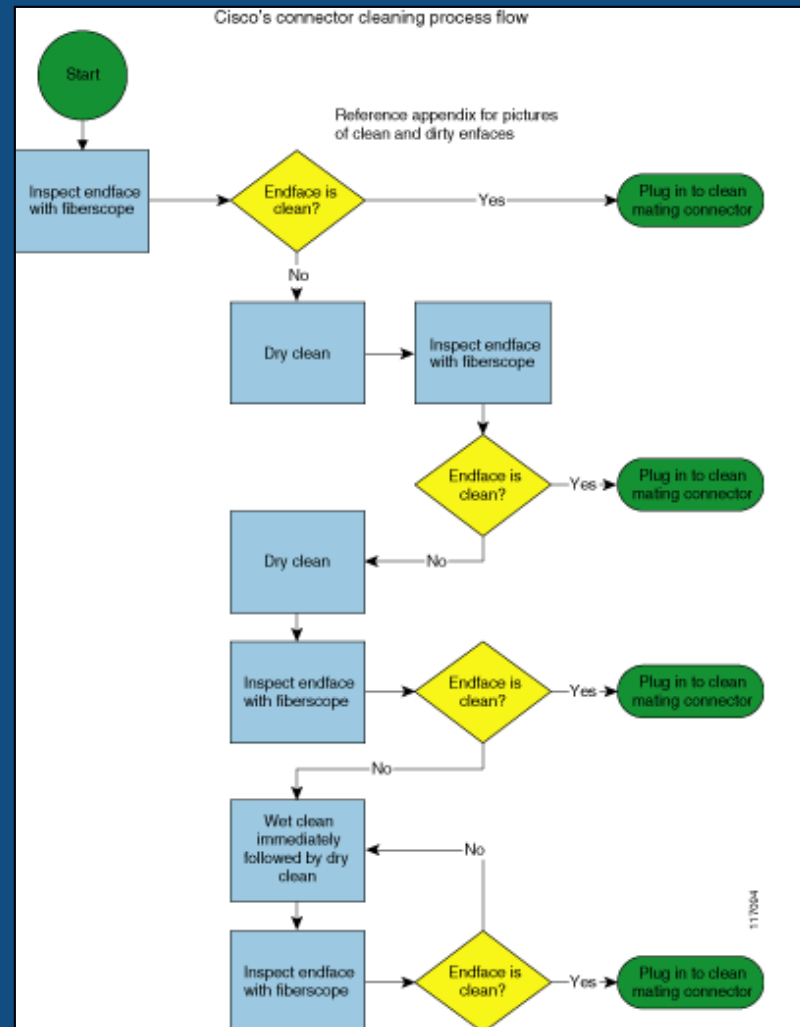 Cisco's connector cleaning process flow
Start
Reference appendix for pictures
of clean and dirty enfaces
Inspect endface
with fiberscope
Endface is
clean?
Yes
Plug in to clean
mating connector
No
Dry clean
Inspect endface
with fiberscope
Endface is
clean?
Yes
Plug in to clean
mating connector
No
Dry clean
Inspect endface
with fiberscope
Endface is
clean?
Yes
Plug in to clean
mating connector
No
Wet clean
immediately
followed by dry
clean
No
117094
Inspect endface
with fiberscope
Endface is
clean?
Yes
Plug in to clean
mating connector